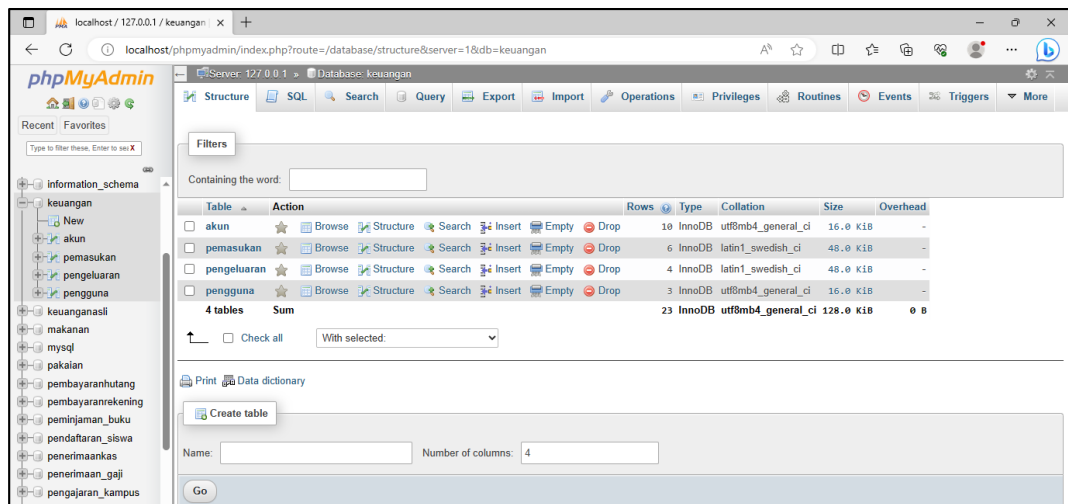 localhost / 127.0.0.1 / keuangan
localhost/phpmyadmin/index.php?route=/database/structure&server=1&db=keuangan
phpMyAdmin
Recent Favorites
Type to filter these, Enter to sea X
information_schema
keuangan
New
akun
pemasukan
pengeluaran
pengguna
keuanganasli
makanan
mysql
pakaian
pembayaranhutang
pembayaranrekening
peminjaman_buku
pendaftaran_siswa
penerimaankas
penerimaan_gaji
pengajaran_kampus
Server: 127.0.0.1 » Database: keuangan
Structure SQL Search Query Export Import Operations Privileges Routines Events Triggers More
Filters
Containing the word:
Table Action Rows Type Collation Size Overhead
akun Browse Structure Search Insert Empty Drop 10 InnoDB utf8mb4_general_ci 16.0 KiB -
pemasukan Browse Structure Search Insert Empty Drop 6 InnoDB latin1_swedish_ci 48.0 KiB -
pengeluaran Browse Structure Search Insert Empty Drop 4 InnoDB latin1_swedish_ci 48.0 KiB -
pengguna Browse Structure Search Insert Empty Drop 3 InnoDB utf8mb4_general_ci 16.0 KiB -
4 tables Sum 23 InnoDB utf8mb4_general_ci 128.0 KiB 0 B
Check all With selected:
Print Data dictionary
Create table
Name: Number of columns: 4
Go